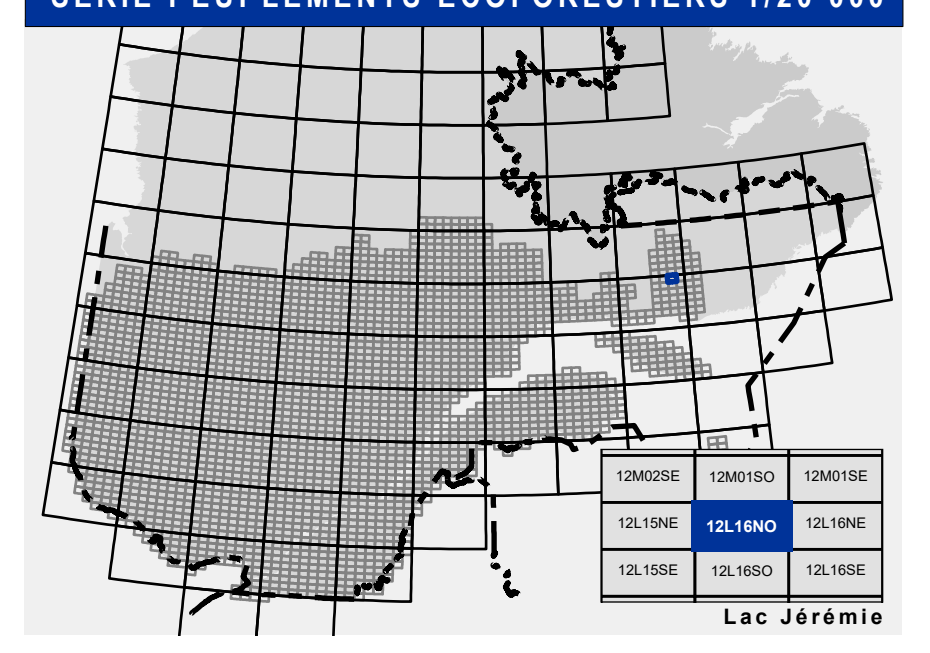 SÉRIE PEUPLEMENTS ÉCOFORESTIERS 1/20 000
12M02SE 12M01SO 12M01SE
12L15NE 12L16NO 12L16NE
12L15SE 12L16SO 12L16SE
Lac Jérémie